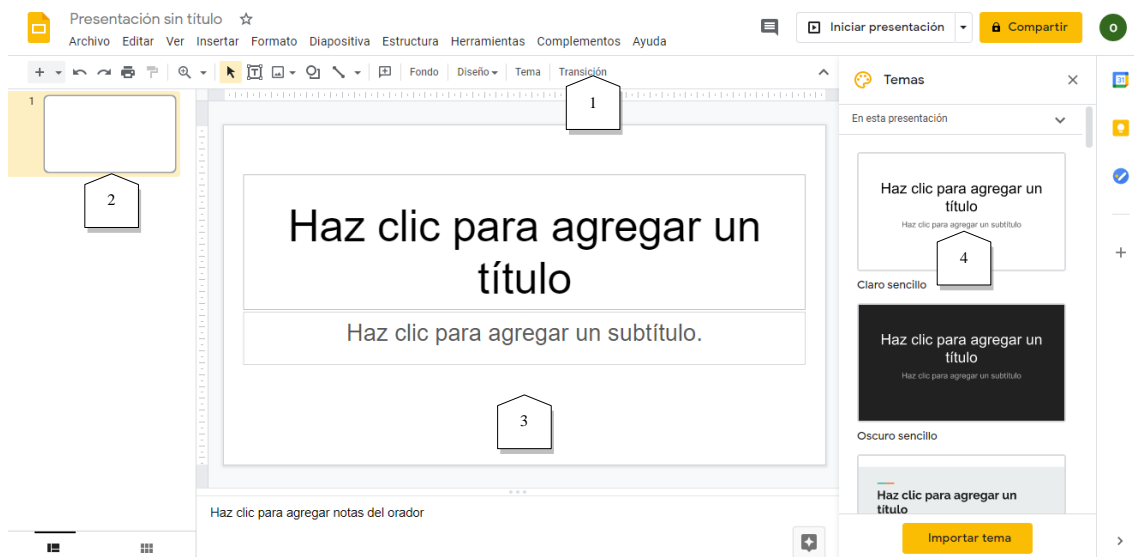 Presentación sin título
Archivo Editar Ver Insertar Formato Diapositiva Estructura Herramientas Complementos Ayuda
Iniciar presentación
Compartir
O
Fondo Diseño Tema Transición
1
1
2
Haz clic para agregar un
título
Haz clic para agregar un subtítulo.
3
Haz clic para agregar notas del orador
Temas
En esta presentación
Haz clic para agregar un
título
Haz clic para agregar un subtítulo
4
Claro sencillo
Haz clic para agregar un
título
Haz clic para agregar un subtítulo
Oscuro sencillo
Haz clic para agregar un
título
Importar tema
31